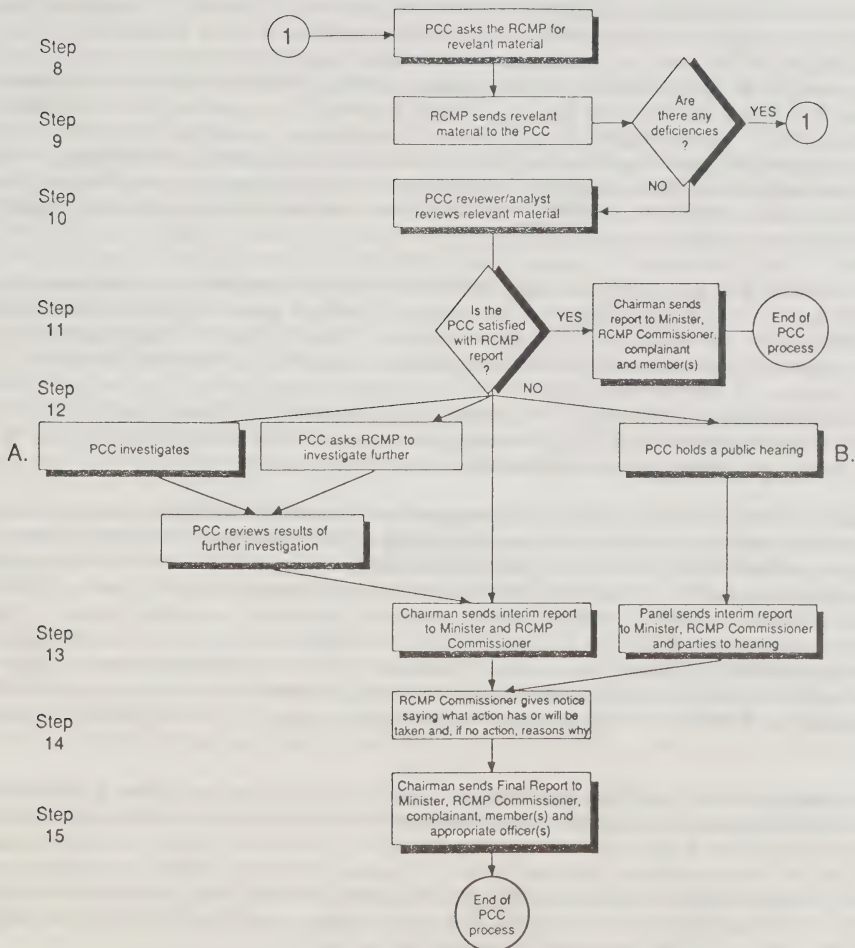 Step
8
1
PCC asks the RCMP for
revelant material
Step
9
RCMP sends revelant
material to the PCC
Are
there any
deficiencies
?
YES
1
NO
Step
10
PCC reviewer/analyst
reviews relevant material
Step
11
Is the
PCC satisfied
with RCMP
report
?
YES
Chairman sends
report to Minister,
RCMP Commissioner,
complainant
and member(s)
End of
PCC
process
Step
12
NO
A.
PCC investigates
PCC asks RCMP to
investigate further
PCC holds a public hearing
B.
PCC reviews results of
further investigation
Step
13
Chairman sends interim report
to Minister and RCMP
Commissioner
Panel sends interim report
to Minister, RCMP Commissioner
and parties to hearing
Step
14
RCMP Commissioner gives notice
saying what action has or will be
taken and, if no action, reasons why
Step
15
Chairman sends Final Report to
Minister, RCMP Commissioner,
complainant, member(s) and
appropriate officer(s)
End of
PCC
process